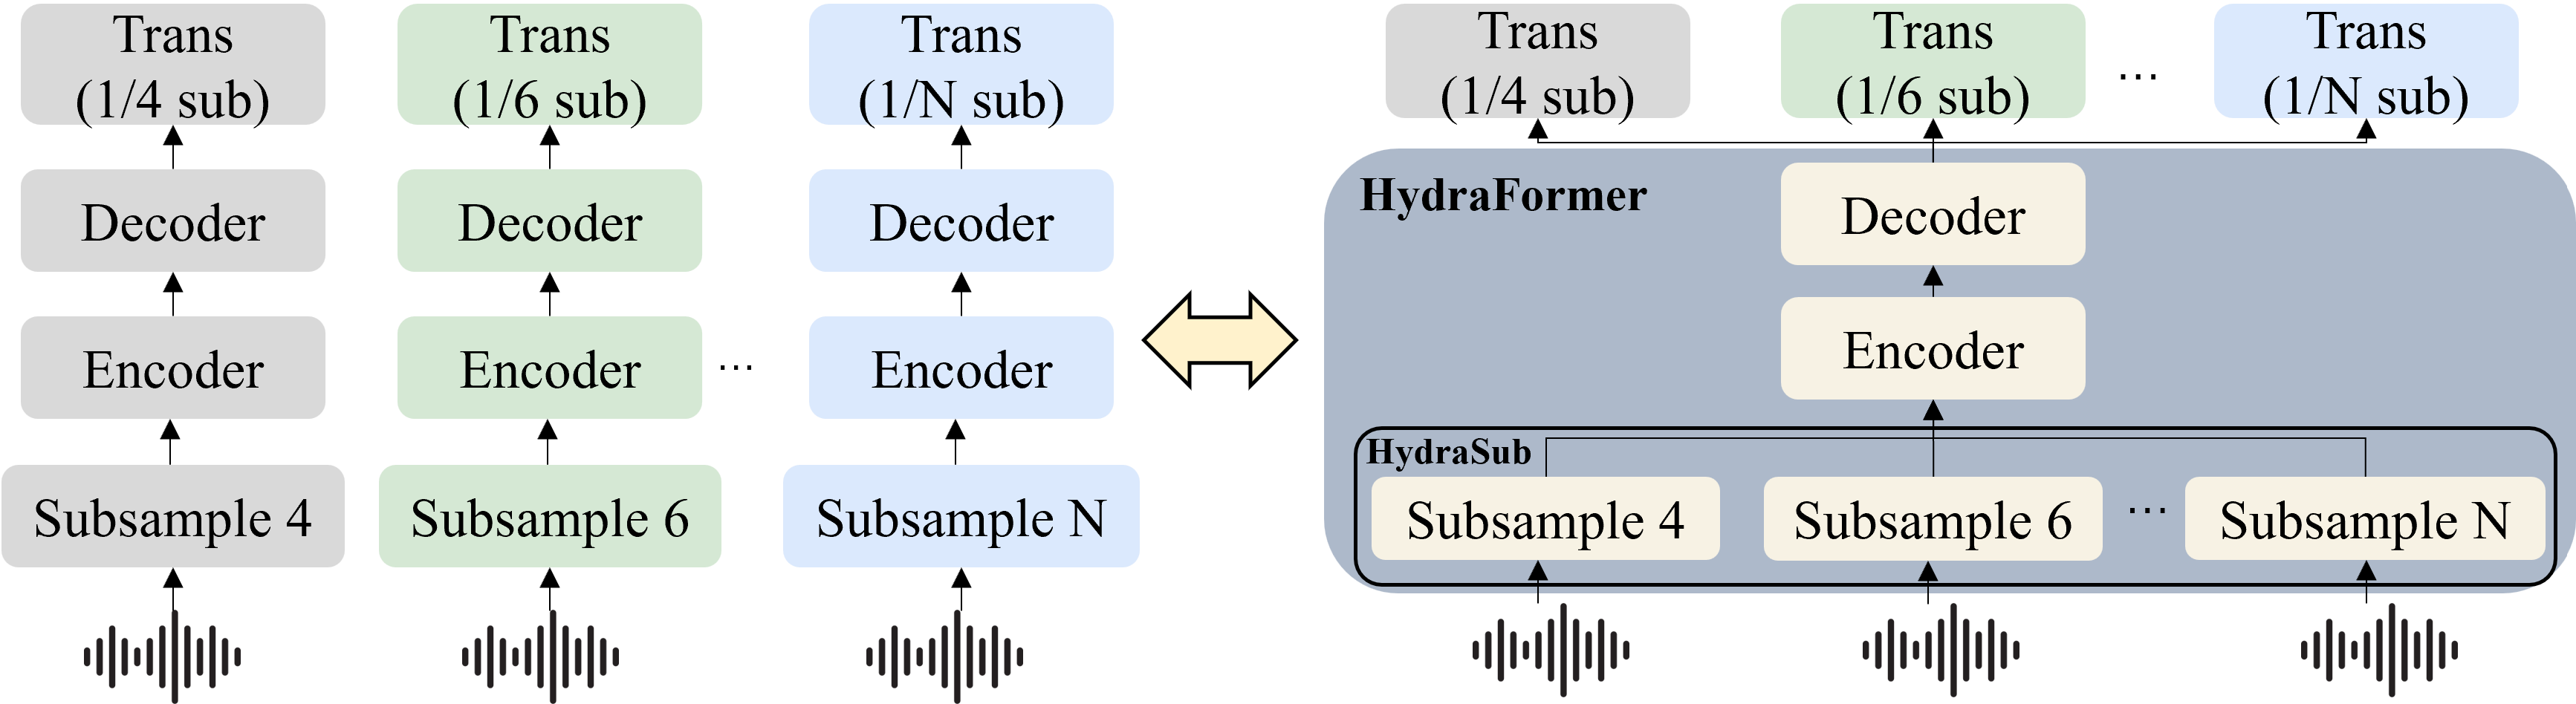 Trans
(1/4 sub)
Decoder
Encoder
Subsample 4
Trans
(1/6 sub)
Decoder
Encoder
Subsample 6
...
Trans
(1/N sub)
Decoder
Encoder
Subsample N
Trans
(1/4 sub)
Trans
(1/6 sub)
...
Trans
(1/N sub)
HydraFormer
Decoder
Encoder
HydraSub
Subsample 4
Subsample 6
...
Subsample N